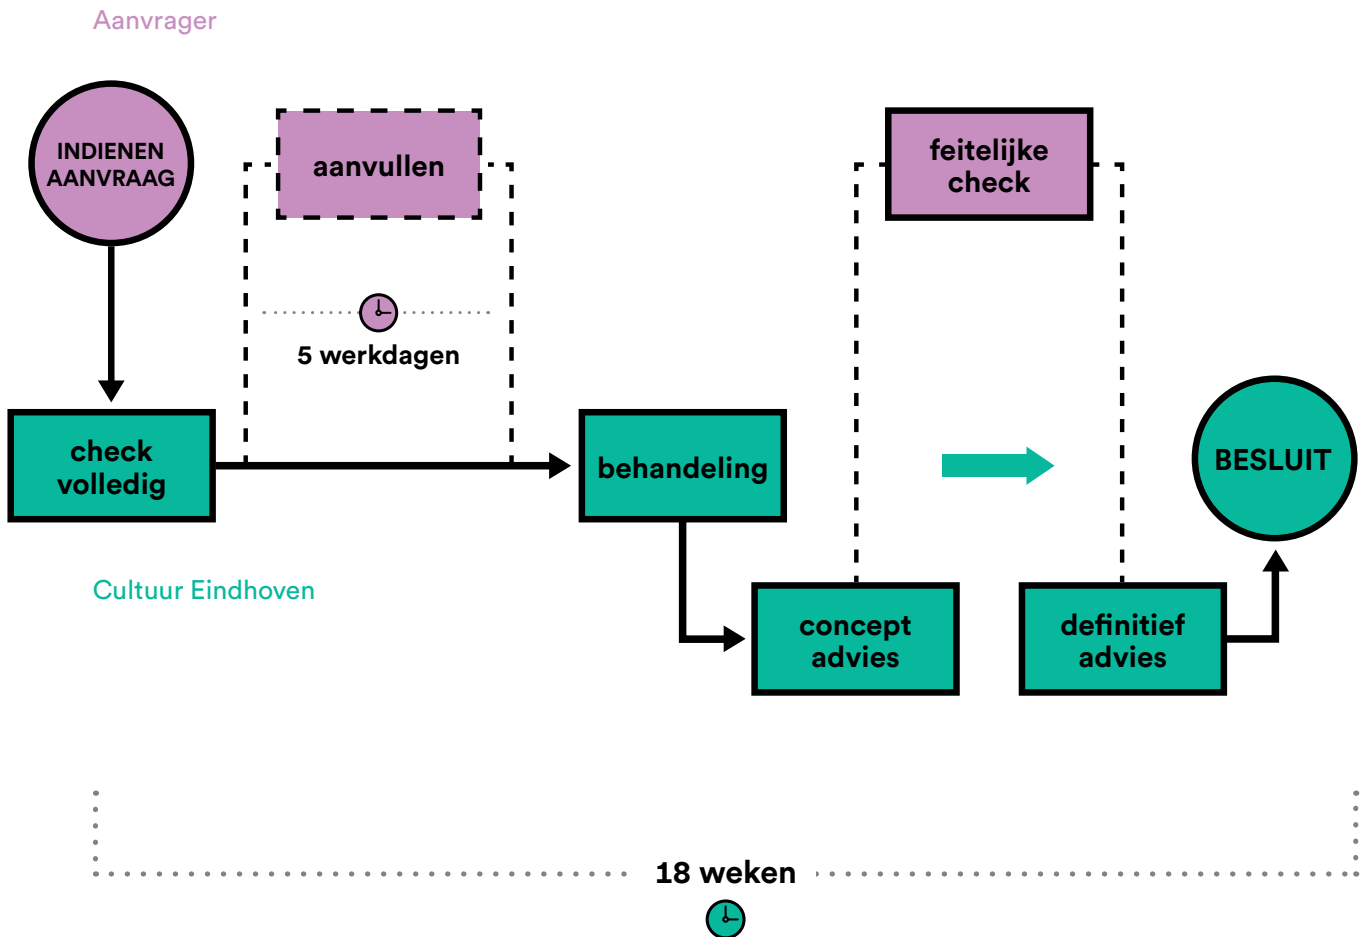 Aanvrager
INDIENEN
AANVRAAG
aanvullen
feitelijke
check
5 werkdagen
check
volledig
behandeling
BESLUIT
Cultuur Eindhoven
concept
advies
definitief
advies
18 weken